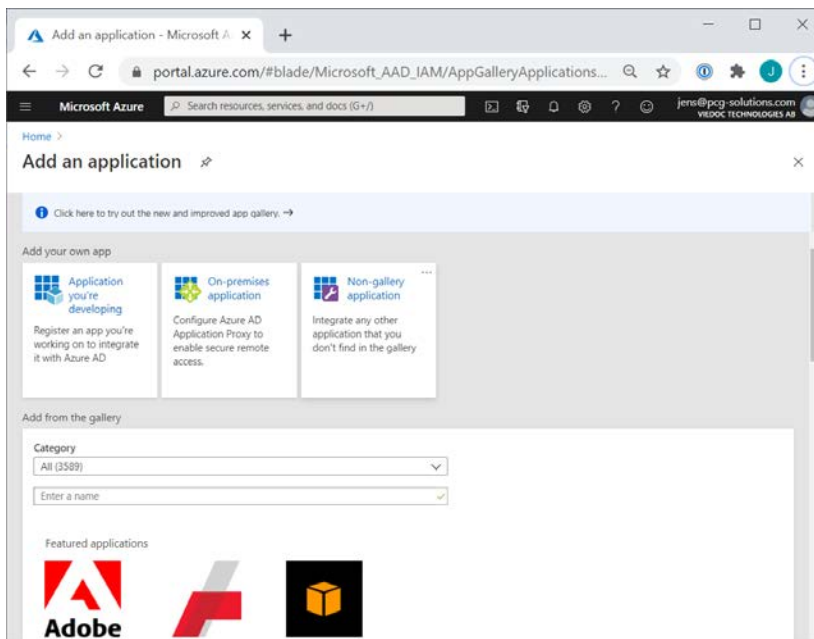 Add an application - Microsoft A
portal.azure.com/#blade/Microsoft_AAD_IAM/AppGalleryApplications...
J
Microsoft Azure
Search resources, services, and docs (G+/)
jens@pcg-solutions.com
VIEDOC TECHNOLOGIES AB
Home >
Add an application
Click here to try out the new and improved app gallery. →
Add your own app
Application
you're
developing
Register an app you're
working on to integrate
it with Azure AD
On-premises
application
Configure Azure AD
Application Proxy to
enable secure remote
access.
Non-gallery
application
Integrate any other
application that you
don't find in the gallery
Add from the gallery
Category
All (3589)
Enter a name
Featured applications
Adobe